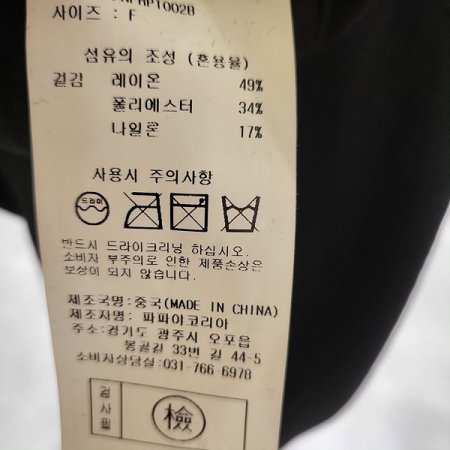 사이즈 : F
섬유의 조성 (혼용율)
겉감 레이온 49%
폴리에스터 34%
나일론 17%
사용시 주의사항
드라이
반드시 드라이크리닝 하십시오.
소비자 부주의로 인한 제품손상은
보상이 되지 않습니다.
제조국명:중국(MADE IN CHINA)
제조자명: 파피아코리아
주소:경기도 광주시 오포읍
봉골길 33번 길 44-5
소비자상담실:031-766-6978
검사필
檢